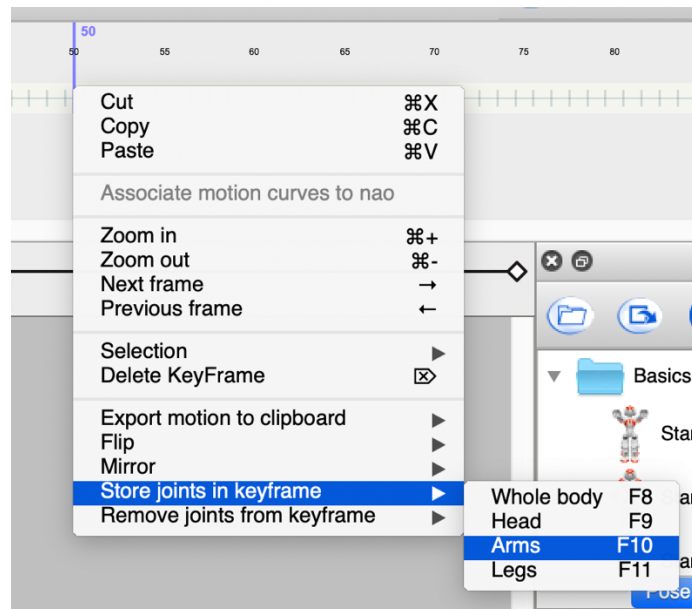 50
50 55 60 65 70 75 80
Cut ⌘X
Copy ⌘C
Paste ⌘V
Associate motion curves to nao
Zoom in ⌘+
Zoom out ⌘-
Next frame →
Previous frame ←
Selection ▶
Delete KeyFrame ⌦
Export motion to clipboard ▶
Flip ▶
Mirror ▶
Store joints in keyframe ▶
Remove joints from keyframe ▶
Whole body F8
Head F9
Arms F10
Legs F11
Basics
Star
Pose